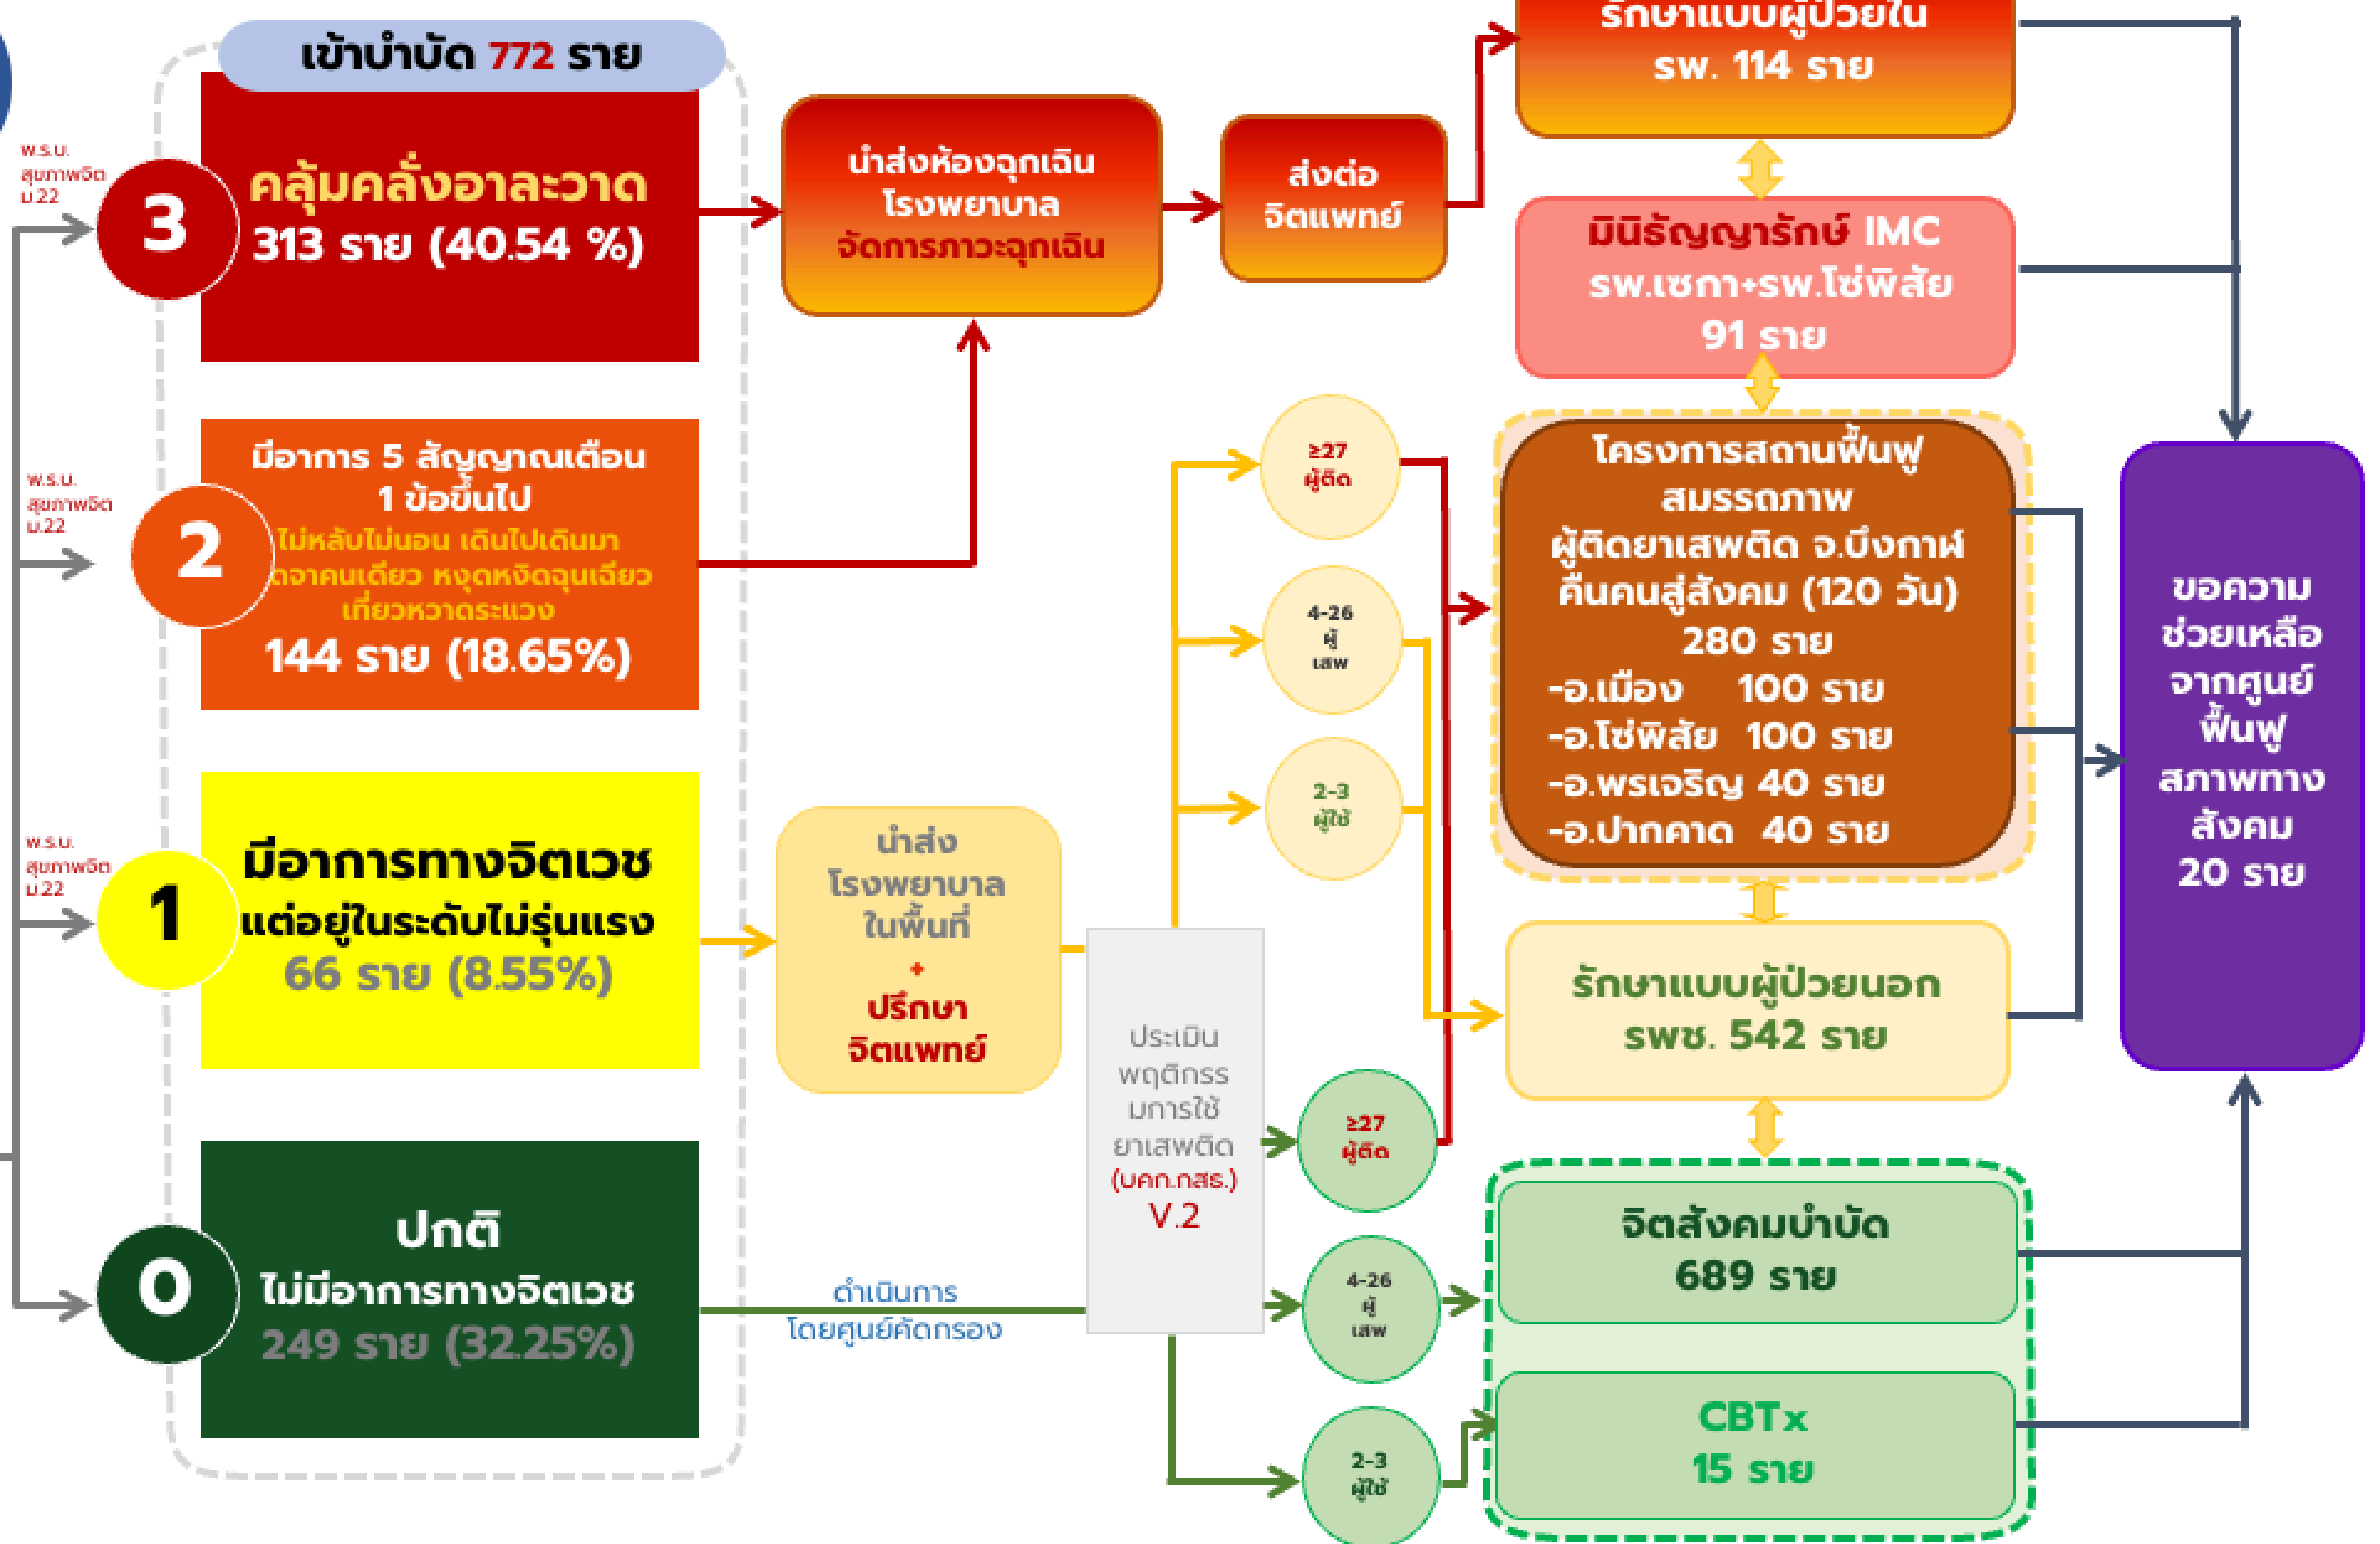 เข้าบำบัด 772 ราย
พ.ร.บ.
สุขภาพจิต
ม.22
3
คลุ้มคลั่งอาละวาด
313 ราย (40.54 %)
นำส่งห้องฉุกเฉิน
โรงพยาบาล
จัดการภาวะฉุกเฉิน
ส่งต่อ
จิตแพทย์
รักษาแบบผู้ป่วยใน
รพ. 114 ราย
มินิธัญญารักษ์ IMC
รพ.เซกา+รพ.โซ่พิสัย
91 ราย
พ.ร.บ.
สุขภาพจิต
ม.22
2
มีอาการ 5 สัญญาณเตือน
1 ข้อขึ้นไป
ไม่หลับไม่นอน เดินไปเดินมา
ดจาคนเดียว หงุดหงิดฉุนเฉียว
เที่ยวหวาดระแวง
144 ราย (18.65%)
≥27
ผู้ติด
4-26
ผู้
เสพ
2-3
ผู้ใช้
โครงการสถานฟื้นฟู
สมรรถภาพ
ผู้ติดยาเสพติด จ.บึงกาฬ
คืนคนสู่สังคม (120 วัน)
280 ราย
-อ.เมือง 100 ราย
-อ.โซ่พิสัย 100 ราย
-อ.พรเจริญ 40 ราย
-อ.ปากคาด 40 ราย
ขอความ
ช่วยเหลือ
จากศูนย์
ฟื้นฟู
สภาพทาง
สังคม
20 ราย
พ.ร.บ.
สุขภาพจิต
ม.22
1
มีอาการทางจิตเวช
แต่อยู่ในระดับไม่รุ่นแรง
66 ราย (8.55%)
นำส่ง
โรงพยาบาล
ในพื้นที่
+
ปรึกษา
จิตแพทย์
ประเมิน
พฤติกรร
มการใช้
ยาเสพติด
(บคก.กสธ.)
V.2
รักษาแบบผู้ป่วยนอก
รพช. 542 ราย
0
ปกติ
ไม่มีอาการทางจิตเวช
249 ราย (32.25%)
ดำเนินการ
โดยศูนย์คัดกรอง
≥27
ผู้ติด
4-26
ผู้
เสพ
2-3
ผู้ใช้
จิตสังคมบำบัด
689 ราย
CBTx
15 ราย